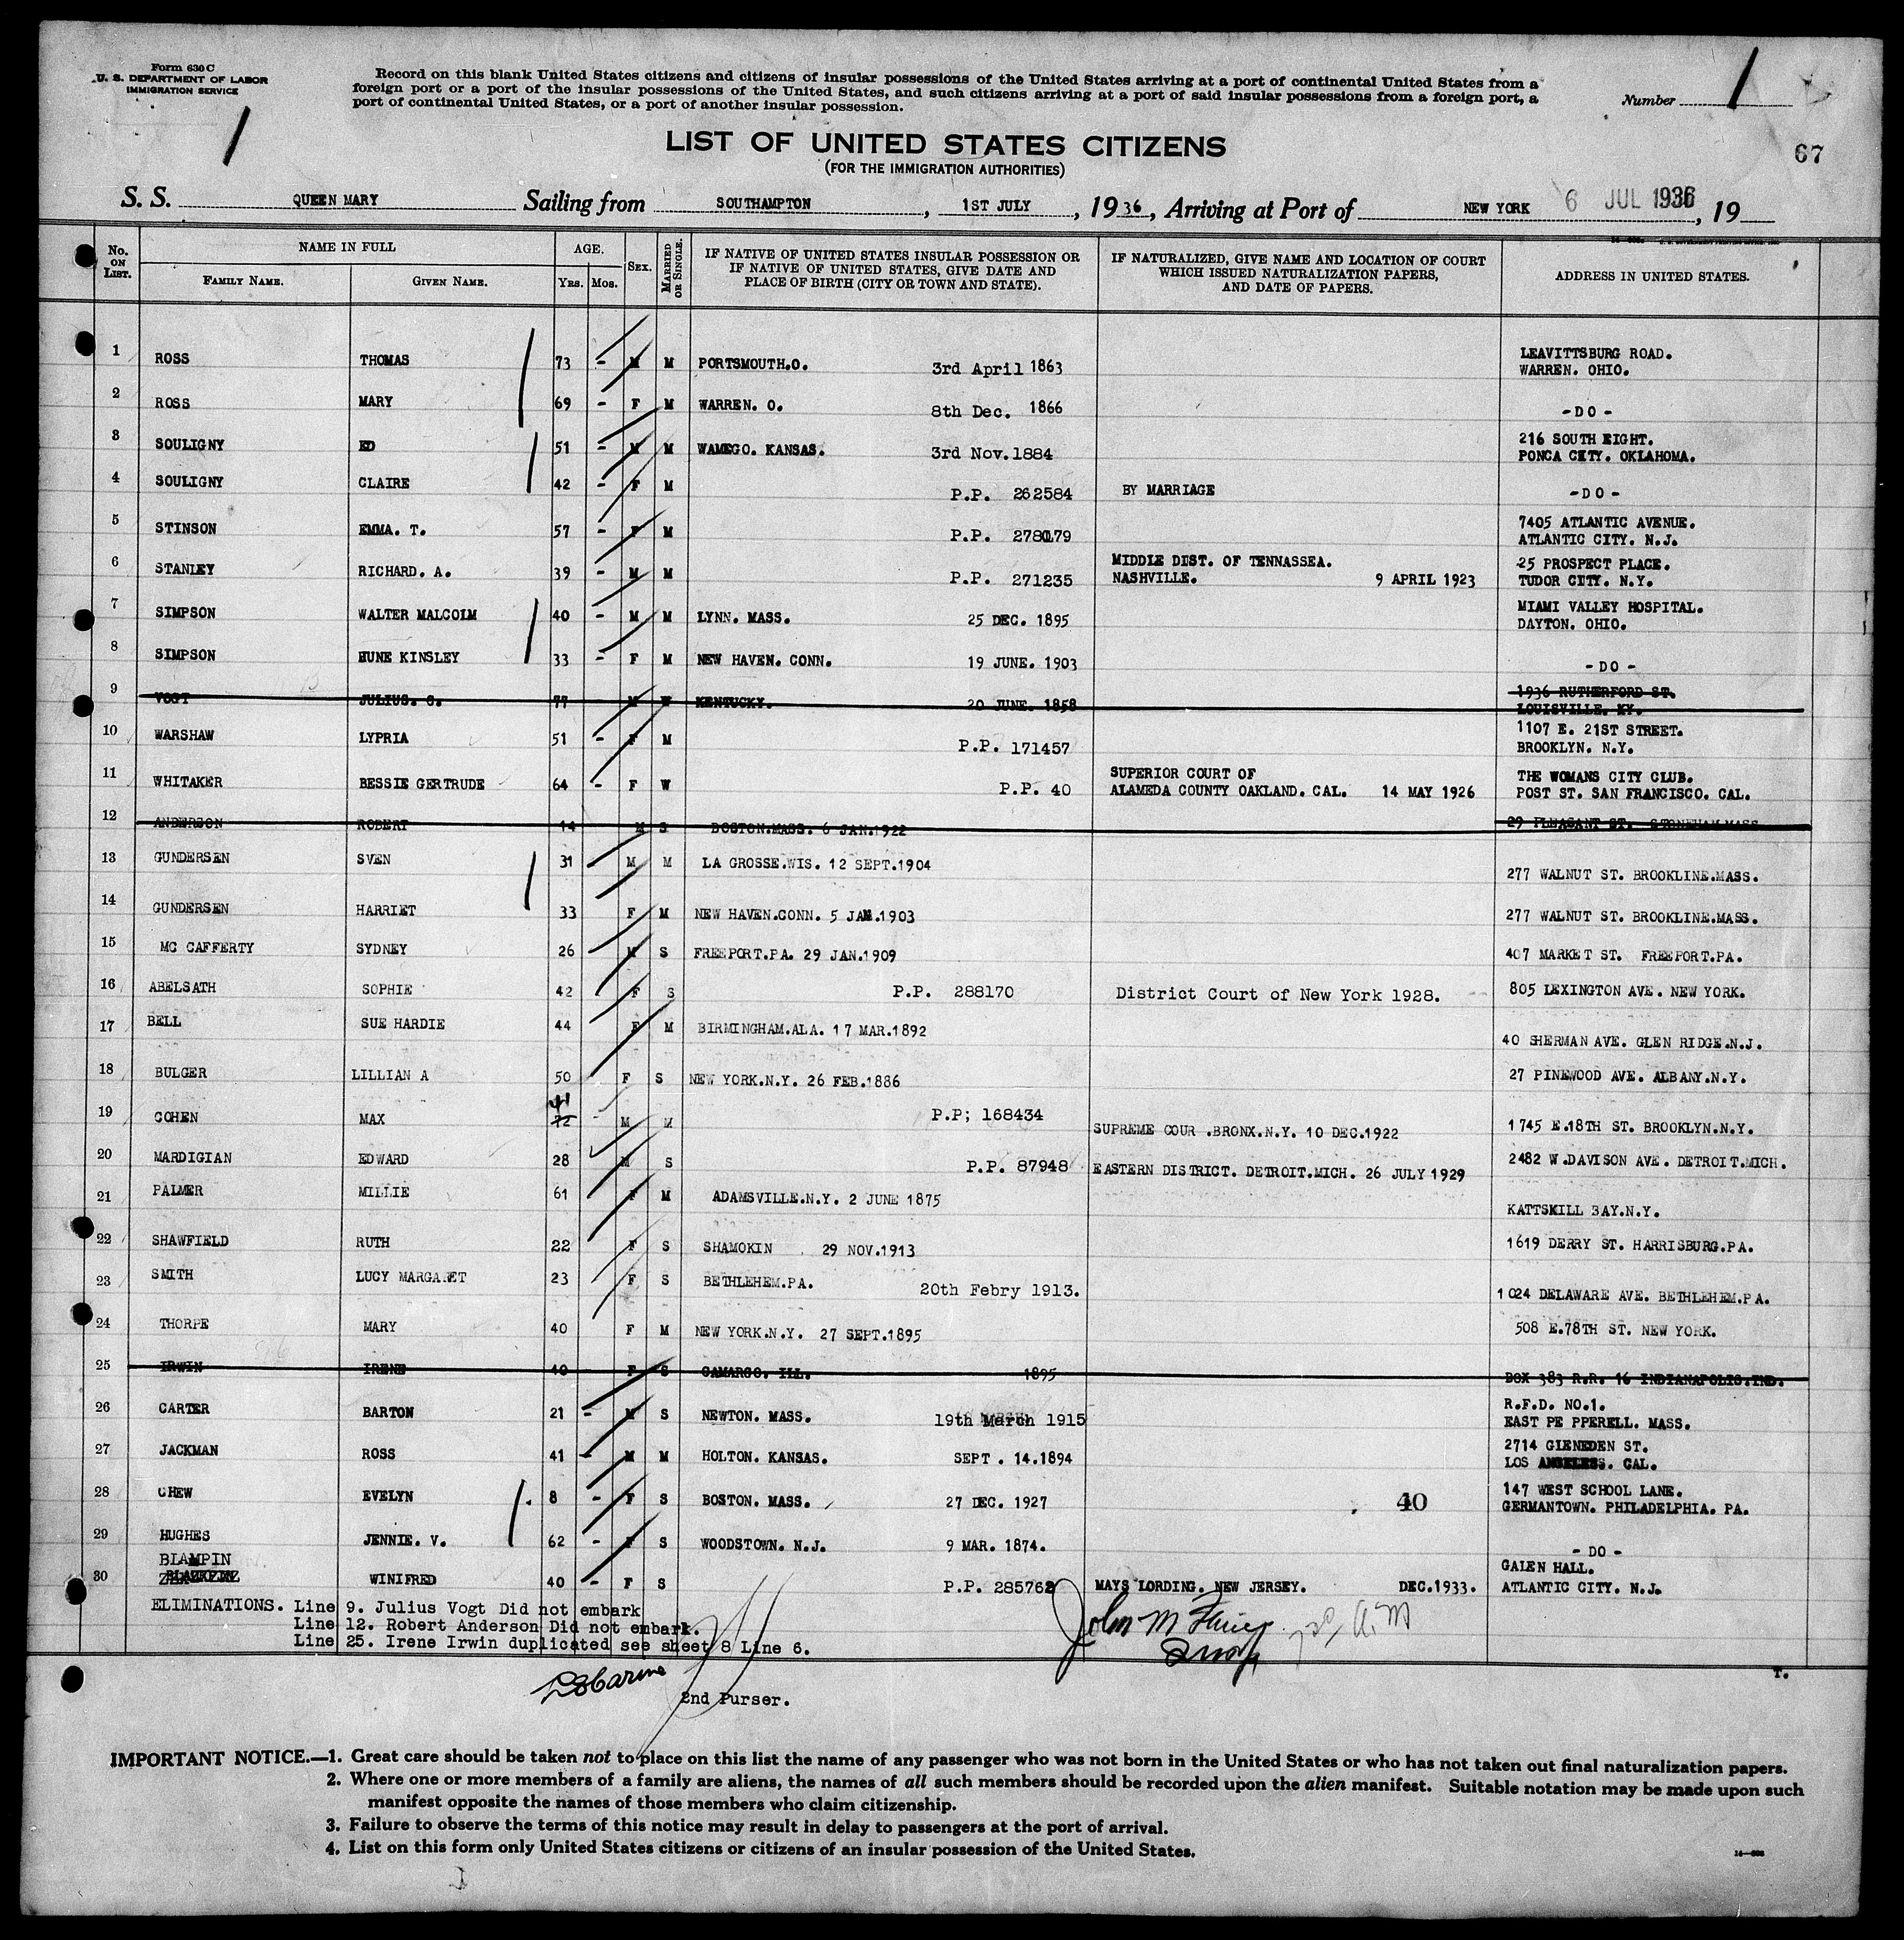 Form 630 C
U. S. DEPARTMENT OF LABOR
IMMIGRATION SERVICE
1
Record on this blank United States citizens and citizens of insular possessions of the United States arriving at a port of continental United States from a
foreign port or a port of the insular possessions of the United States, and such citizens arriving at a port of said insular possessions from a foreign port, a
port of continental United States, or a port of another insular possession.
Number 1
LIST OF UNITED STATES CITIZENS
(FOR THE IMMIGRATION AUTHORITIES)
67
S. S. QUEEN MARY Sailing from SOUTHAMPTON, 1ST JULY, 1936, Arriving at Port of NEW YORK 6 JUL 1936, 19
No. ON LIST. NAME IN FULL FAMILY NAME. GIVEN NAME. AGE. YRS. MOS. SEX. MARRIED OR SINGLE. IF NATIVE OF UNITED STATES INSULAR POSSESSION OR IF NATIVE OF UNITED STATES, GIVE DATE AND PLACE OF BIRTH (CITY OR TOWN AND STATE). IF NATURALIZED, GIVE NAME AND LOCATION OF COURT WHICH ISSUED NATURALIZATION PAPERS, AND DATE OF PAPERS. ADDRESS IN UNITED STATES.
1 ROSS THOMAS 73 - M M PORTSMOUTH.O. 3rd April 1863 LEAVITTSBURG ROAD. WARREN. OHIO.
2 ROSS MARY 69 - F M WARREN. O. 8th Dec. 1866 -DO-
3 SOULIGNY ED 51 - M M WAMEGO. KANSAS. 3rd Nov.1884 216 SOUTH EIGHT. PONCA CITY. OKLAHOMA.
4 SOULIGNY CLAIRE 42 - F M P.P. 262584 BY MARRIAGE -DO-
5 STINSON EMMA. T. 57 - F M P.P. 278079 7405 ATLANTIC AVENUE. ATLANTIC CITY. N.J.
6 STANLEY RICHARD. A. 39 - M M P.P. 271235 MIDDLE DIST. OF TENNASSEA. NASHVILLE. 9 APRIL 1923 25 PROSPECT PLACE. TUDOR CITY. N.Y.
7 SIMPSON WALTER MALCOLM 40 - M M LYNN. MASS. 25 DEC. 1895 MIAMI VALLEY HOSPITAL. DAYTON. OHIO.
8 SIMPSON HUNE KINSLEY 33 - F M NEW HAVEN. CONN. 19 JUNE. 1903 -DO-
9 VOGT JULIUS. C. 77 M W KENTUCKY. 20 JUNE. 1858 1936 RUTHERFORD ST. LOUISVILLE. KY.
10 WARSHAW LYPRIA 51 - F M P.P. 171457 1107 E. 21ST STREET. BROOKLYN. N.Y.
11 WHITAKER BESSIE GERTRUDE 64 - F W P.P. 40 SUPERIOR COURT OF ALAMEDA COUNTY OAKLAND. CAL. 14 MAY 1926 THE WOMANS CITY CLUB. POST ST. SAN FRANCISCO. CAL.
12 ANDERSON ROBERT 14 M S BOSTON.MASS. 6 JAN.1922 29 PLEASANT ST. STONEHAM.MASS
13 GUNDERSEN SVEN 31 M M LA GROSSE.WIS. 12 SEPT.1904 277 WALNUT ST. BROOKLINE.MASS.
14 GUNDERSEN HARRIET 33 F M NEW HAVEN.CONN. 5 JAN.1903 277 WALNUT ST. BROOKLINE.MASS.
15 MC CAFFERTY SYDNEY 26 M S FREEPORT.PA. 29 JAN.1909 407 MARKET ST. FREEPORT.PA.
16 ABELSATH SOPHIE 42 F S P.P. 288170 District Court of New York 1928. 805 LEXINGTON AVE. NEW YORK.
17 BELL SUE HARDIE 44 F M BIRMINGHAM.ALA. 17 MAR.1892 40 SHERMAN AVE. GLEN RIDGE.N.J.
18 BULGER LILLIAN A 50 F S NEW YORK.N.Y. 26 FEB.1886 27 PINEWOOD AVE. ALBANY.N.Y.
19 COHEN MAX 41 72 - M M P.P; 168434 SUPREME COUR .BRONX.N.Y. 10 DEC.1922 1745 E.18TH ST. BROOKLYN.N.Y.
20 MARDIGIAN EDWARD 28 M S P.P. 87948 EASTERN DISTRICT. DETROIT.MICH. 26 JULY 1929 2482 W.DAVISON AVE. DETROIT.MICH.
21 PALMER MILLIE 61 F M ADAMSVILLE.N.Y. 2 JUNE 1875 KATTSKILL BAY.N.Y.
22 SHAWFIELD RUTH 22 F S SHAMOKIN 29 NOV.1913 1619 DERRY ST. HARRISBURG.PA.
23 SMITH LUCY MARGARET 23 F S BETHLEHEM.PA. 20th Febry 1913. 1024 DELAWARE AVE. BETHLEHEM.PA.
24 THORPE MARY 40 F M NEW YORK.N.Y. 27 SEPT.1895 508 E.78TH ST. NEW YORK.
25 IRWIN IRENE 40 F S CAMARGO. ILL. 1895 BOX 383 R.R. 16 INDIANAPOLIS.IND.
26 CARTER BARTON 21 - M S NEWTON. MASS. 19th March 1915 R.F.D. NO.1. EAST PE PPERELL. MASS.
27 JACKMAN ROSS 41 - M M HOLTON. KANSAS. SEPT . 14.1894 2714 GLENEDEN ST. LOS ANGELESS. CAL.
28 CHEW EVELYN 8 - F S BOSTON. MASS. 27 DEC. 1927 40 147 WEST SCHOOL LANE. GERMANTOWN. PHILADELPHIA. PA.
29 HUGHES JENNIE. V. 62 - F S WOODSTOWN. N.J. 9 MAR. 1874. -DO-
30 BLAMPIN WINIFRED 40 - F S P.P. 285762 MAYS LORDING. NEW JERSEY. DEC.1933. GALEN HALL. ATLANTIC CITY. N.J.
ELIMINATIONS. Line 9. Julius Vogt Did not embark
Line 12. Robert Anderson Did not embark.
Line 25. Irene Irwin duplicated see sheet 8 Line 6.
John M
2nd Purser.
T.
IMPORTANT NOTICE.—1. Great care should be taken not to place on this list the name of any passenger who was not born in the United States or who has not taken out final naturalization papers.
2. Where one or more members of a family are aliens, the names of all such members should be recorded upon the alien manifest. Suitable notation may be made upon such
manifest opposite the names of those members who claim citizenship.
3. Failure to observe the terms of this notice may result in delay to passengers at the port of arrival.
4. List on this form only United States citizens or citizens of an insular possession of the United States.